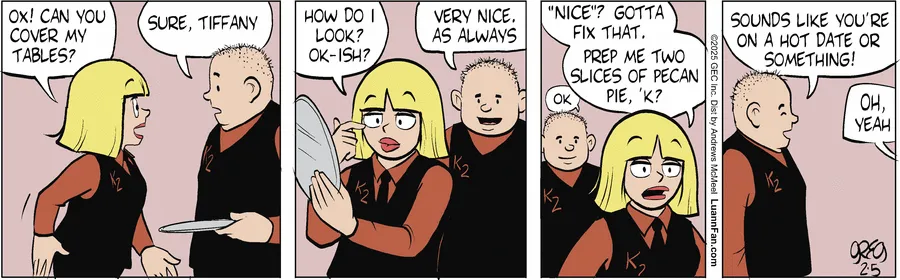 OX! CAN YOU
COVER MY
TABLES?
SURE, TIFFANY
K2
K2
HOW DO I
LOOK?
OK-ISH?
VERY NICE.
AS ALWAYS
K2
K2
"NICE"? GOTTA
FIX THAT.
PREP ME TWO
SLICES OF PECAN
PIE, 'K?
OK
K2
K2
©2025 GEC Inc. Dist. by Andrews McMeel LuannFan.com
SOUNDS LIKE YOU'RE
ON A HOT DATE OR
SOMETHING!
OH,
YEAH
K2
GREG
2-5